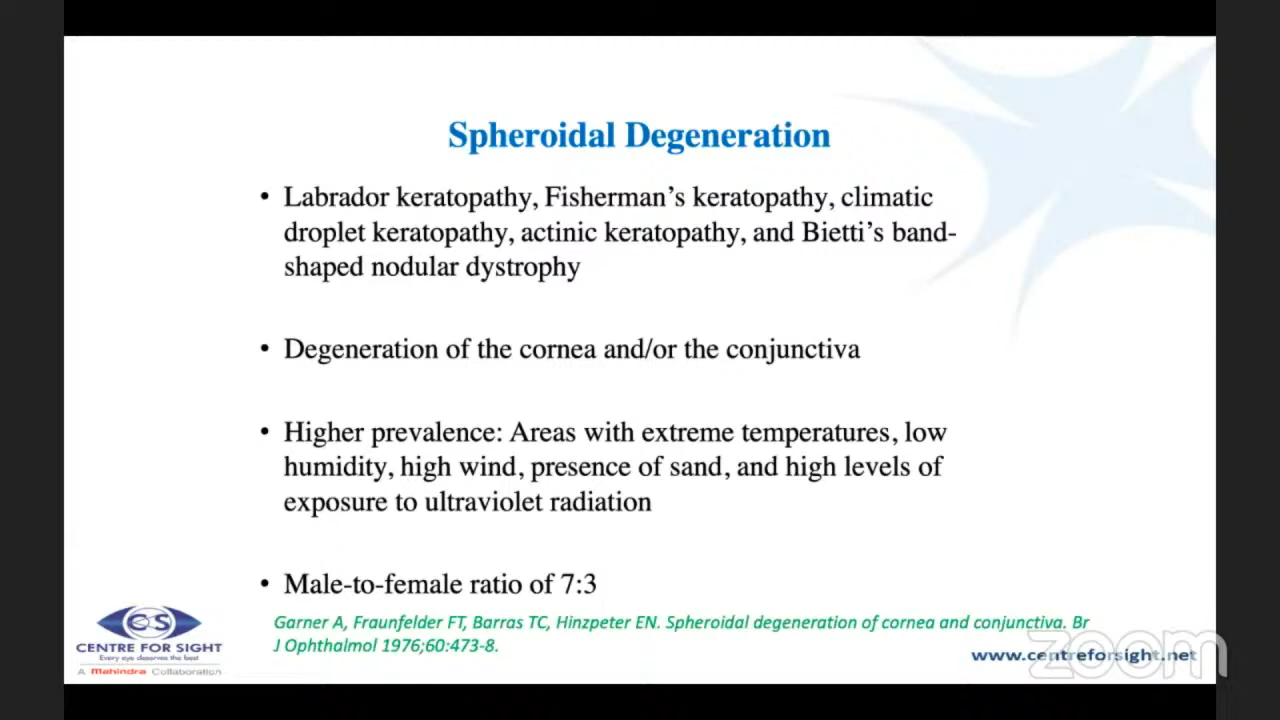 Spheroidal Degeneration
• Labrador keratopathy, Fisherman's keratopathy, climatic
droplet keratopathy, actinic keratopathy, and Bietti's band-
shaped nodular dystrophy
• Degeneration of the cornea and/or the conjunctiva
• Higher prevalence: Areas with extreme temperatures, low
humidity, high wind, presence of sand, and high levels of
exposure to ultraviolet radiation
• Male-to-female ratio of 7:3
Garner A, Fraunfelder FT, Barras TC, Hinzpeter EN. Spheroidal degeneration of cornea and conjunctiva. Br
J Ophthalmol 1976;60:473-8.
CS
CENTRE FOR SIGHT
Every eye deserves the best
A Mahindra Collaboration
www.centreforsight.net
zoom